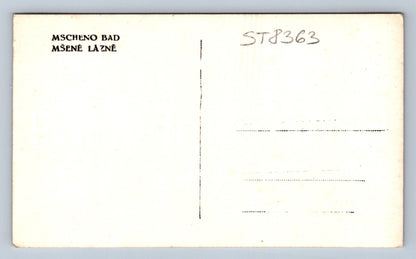 MSCHENO BAD
MŠENÉ LÁZNĚ
ST8363